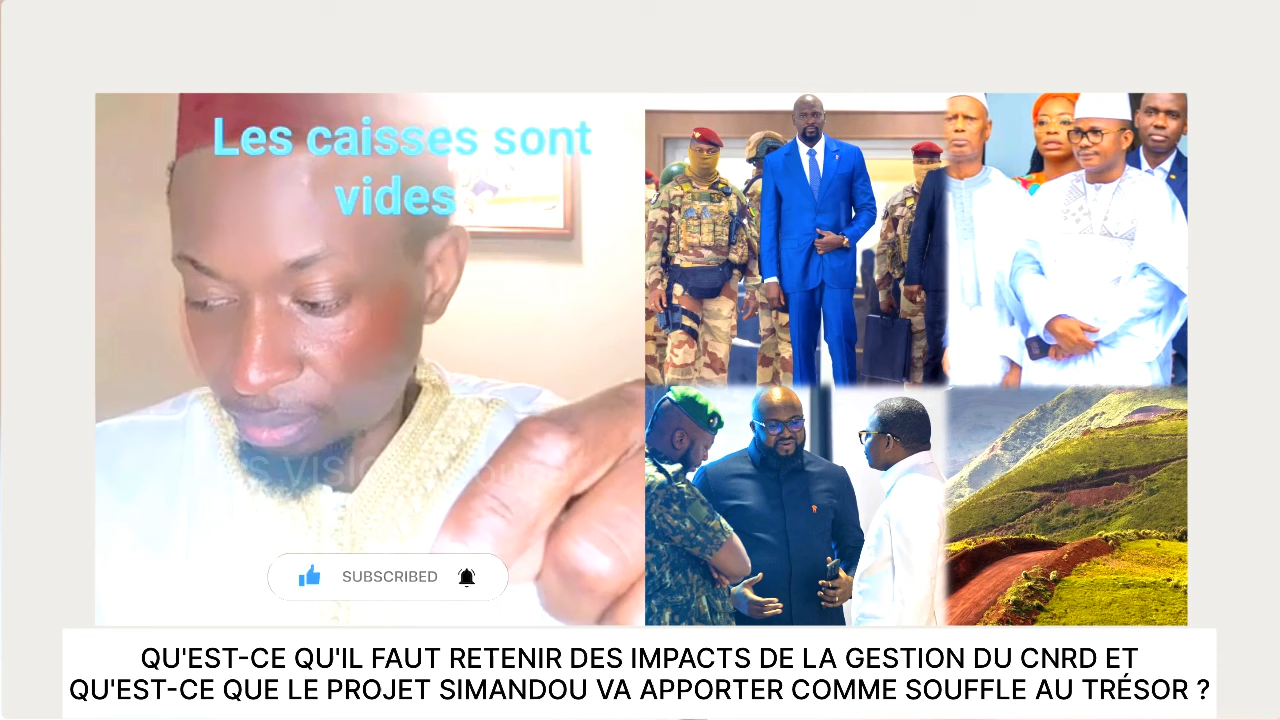 Les caisses sont
vides
SUBSCRIBED
QU'EST-CE QU'IL FAUT RETENIR DES IMPACTS DE LA GESTION DU CNRD ET
QU'EST-CE QUE LE PROJET SIMANDOU VA APPORTER COMME SOUFFLE AU TRÉSOR ?